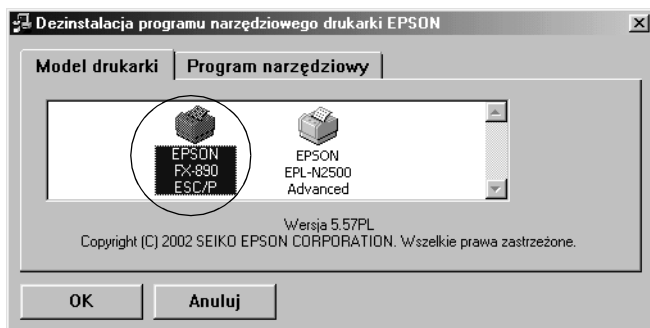 Dezinstalacja programu narzędziowego drukarki EPSON
Model drukarki
Program narzędziowy
EPSON
FX-890
ESC/P
EPSON
EPL-N2500
Advanced
Wersja 5.57PL
Copyright (C) 2002 SEIKO EPSON CORPORATION. Wszelkie prawa zastrzeżone.
OK
Anuluj